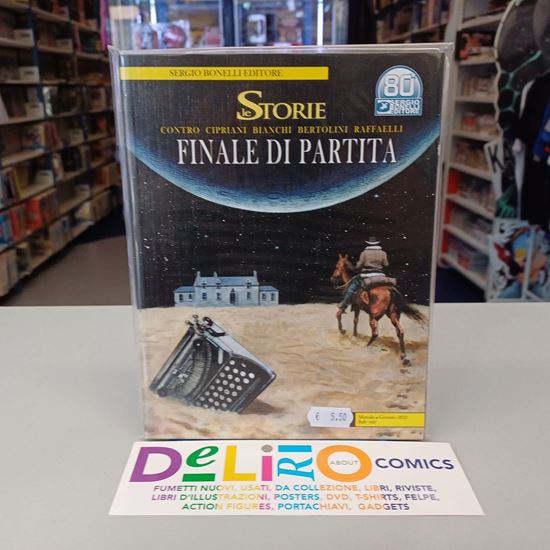 SERGIO BONELLI EDITORE
80
SERGIO
BONELLI
EDITORE
le STORIE
CONTRO CIPRIANI BIANCHI BERTOLINI RAFFAELLI
FINALE DI PARTITA
€ 5,50
DELIRIO ABOUT COMICS
FUMETTI NUOVI, USATI, DA COLLEZIONE, LIBRI, RIVISTE,
LIBRI D'ILLUSTRAZIONI, POSTERS, DVD, T-SHIRTS, FELPE,
ACTION FIGURES, PORTACHIAVI, GADGETS